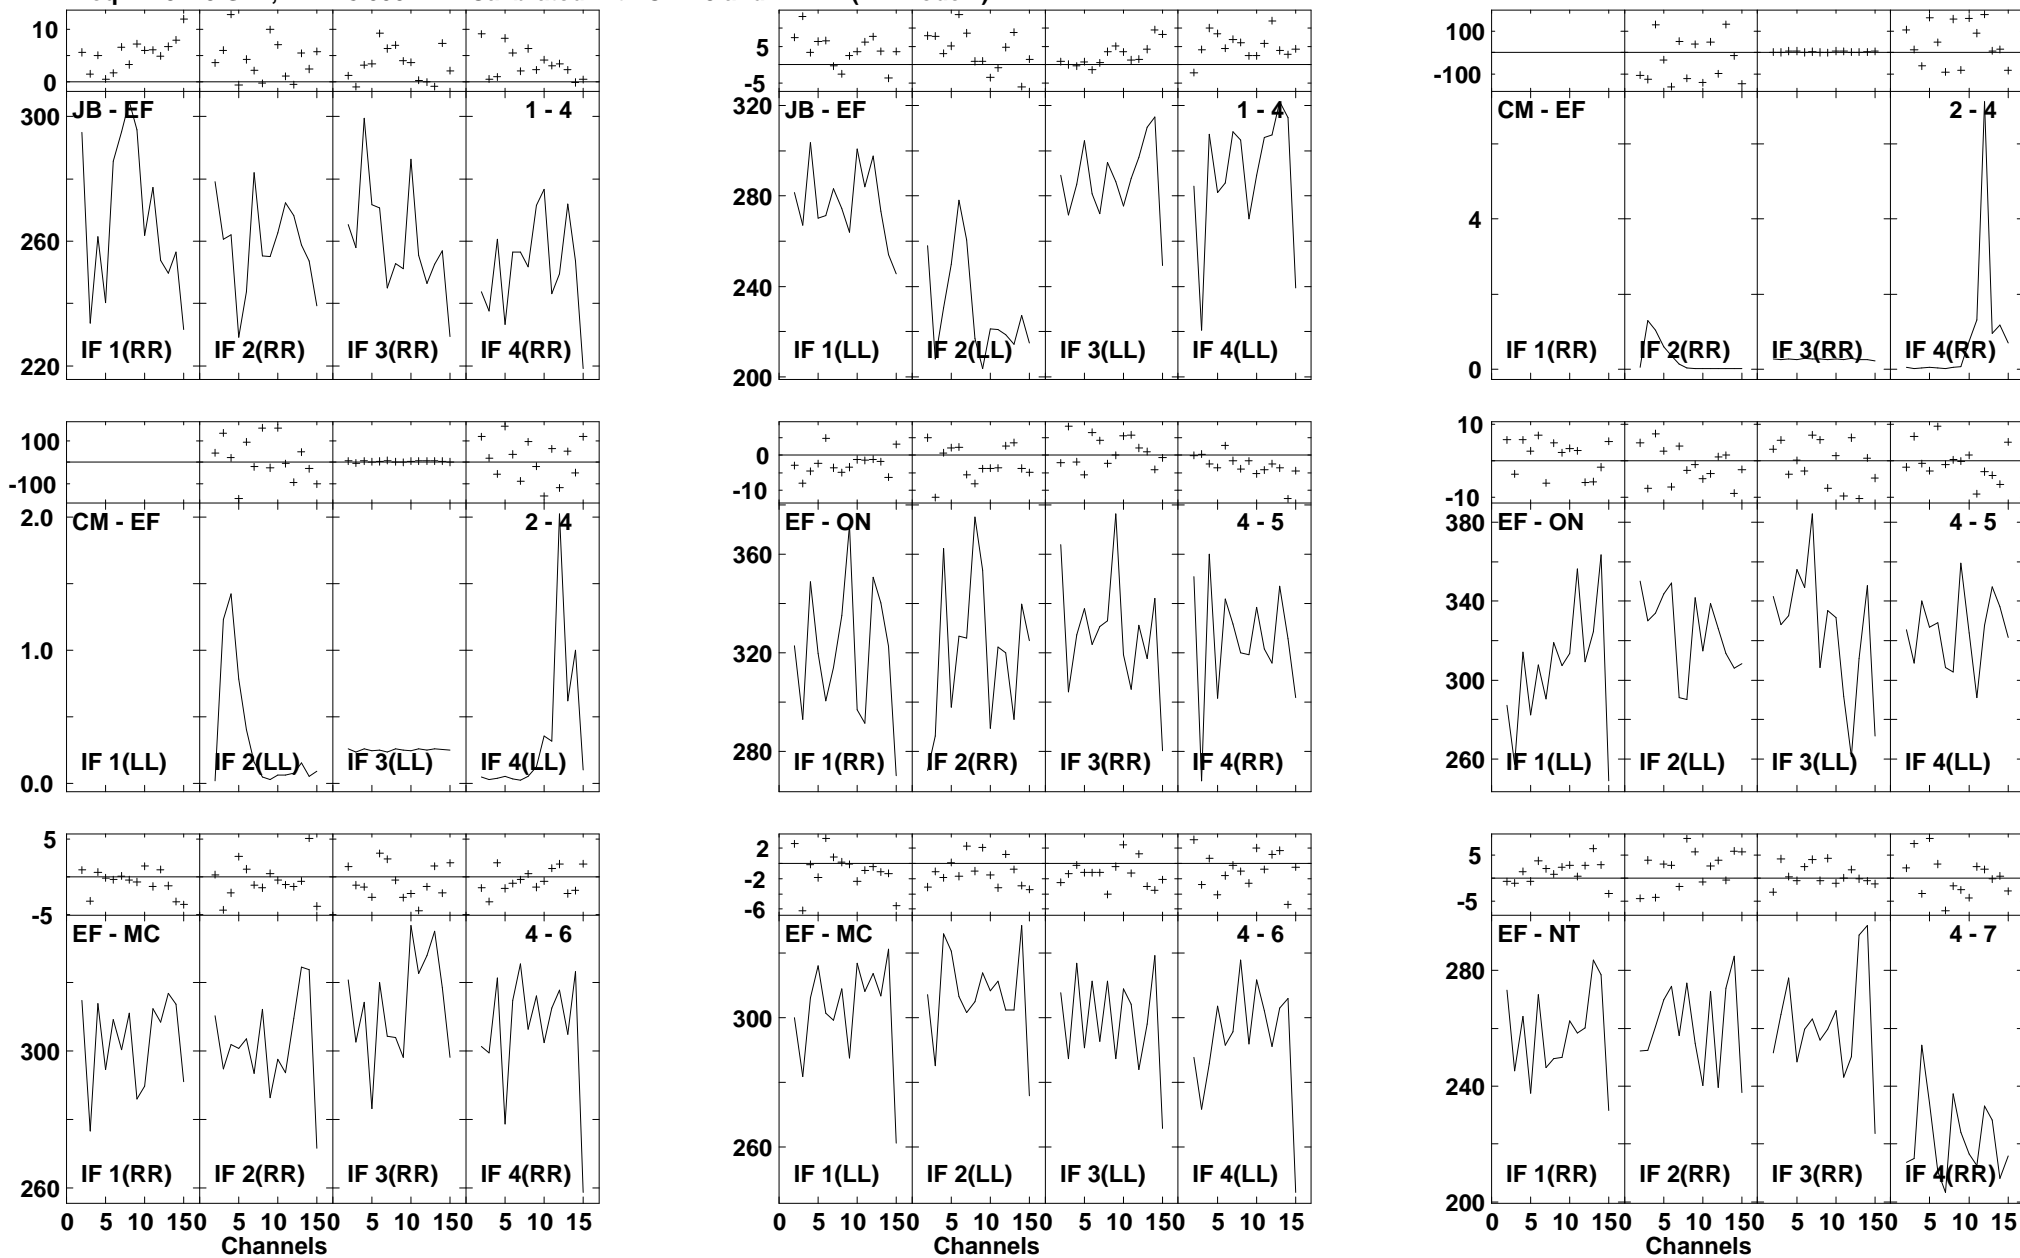 10
5
0
300
260
220
JB - EF
1 - 4
IF 1(RR)
IF 2(RR)
IF 3(RR)
IF 4(RR)
5
-5
320
280
240
200
JB - EF
1 - 4
IF 1(LL)
IF 2(LL)
IF 3(LL)
IF 4(LL)
100
-100
4
0
CM - EF
2 - 4
IF 1(RR)
IF 2(RR)
IF 3(RR)
IF 4(RR)
100
-100
2.0
1.0
0.0
CM - EF
2 - 4
IF 1(LL)
IF 2(LL)
IF 3(LL)
IF 4(LL)
0
-10
360
320
280
EF - ON
4 - 5
IF 1(RR)
IF 2(RR)
IF 3(RR)
IF 4(RR)
10
-10
380
340
300
260
EF - ON
4 - 5
IF 1(LL)
IF 2(LL)
IF 3(LL)
IF 4(LL)
5
-5
300
260
EF - MC
4 - 6
IF 1(RR)
IF 2(RR)
IF 3(RR)
IF 4(RR)
0 5 10 150 5 10 150 5 10 150 5 10 15
Channels
2
-2
-6
300
260
EF - MC
4 - 6
IF 1(LL)
IF 2(LL)
IF 3(LL)
IF 4(LL)
0 5 10 150 5 10 150 5 10 150 5 10 15
Channels
5
-5
280
240
200
EF - NT
4 - 7
IF 1(RR)
IF 2(RR)
IF 3(RR)
IF 4(RR)
0 5 10 150 5 10 150 5 10 150 5 10 15
Channels